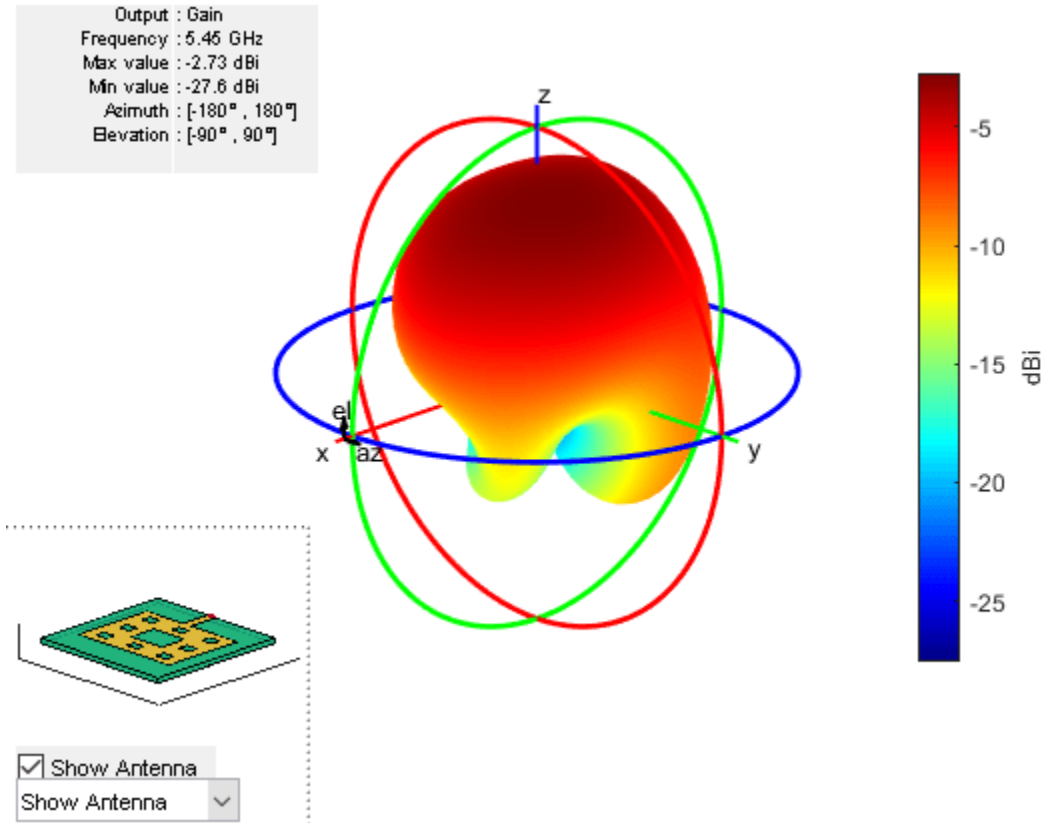 Output : Gain
Frequency : 5.45 GHz
Max value : -2.73 dBi
Min value : -27.6 dBi
Azimuth : [-180° , 180°]
Elevation : [-90° , 90°]
z
x
el
az
y
-5
-10
-15
-20
-25
dBi
Show Antenna
Show Antenna